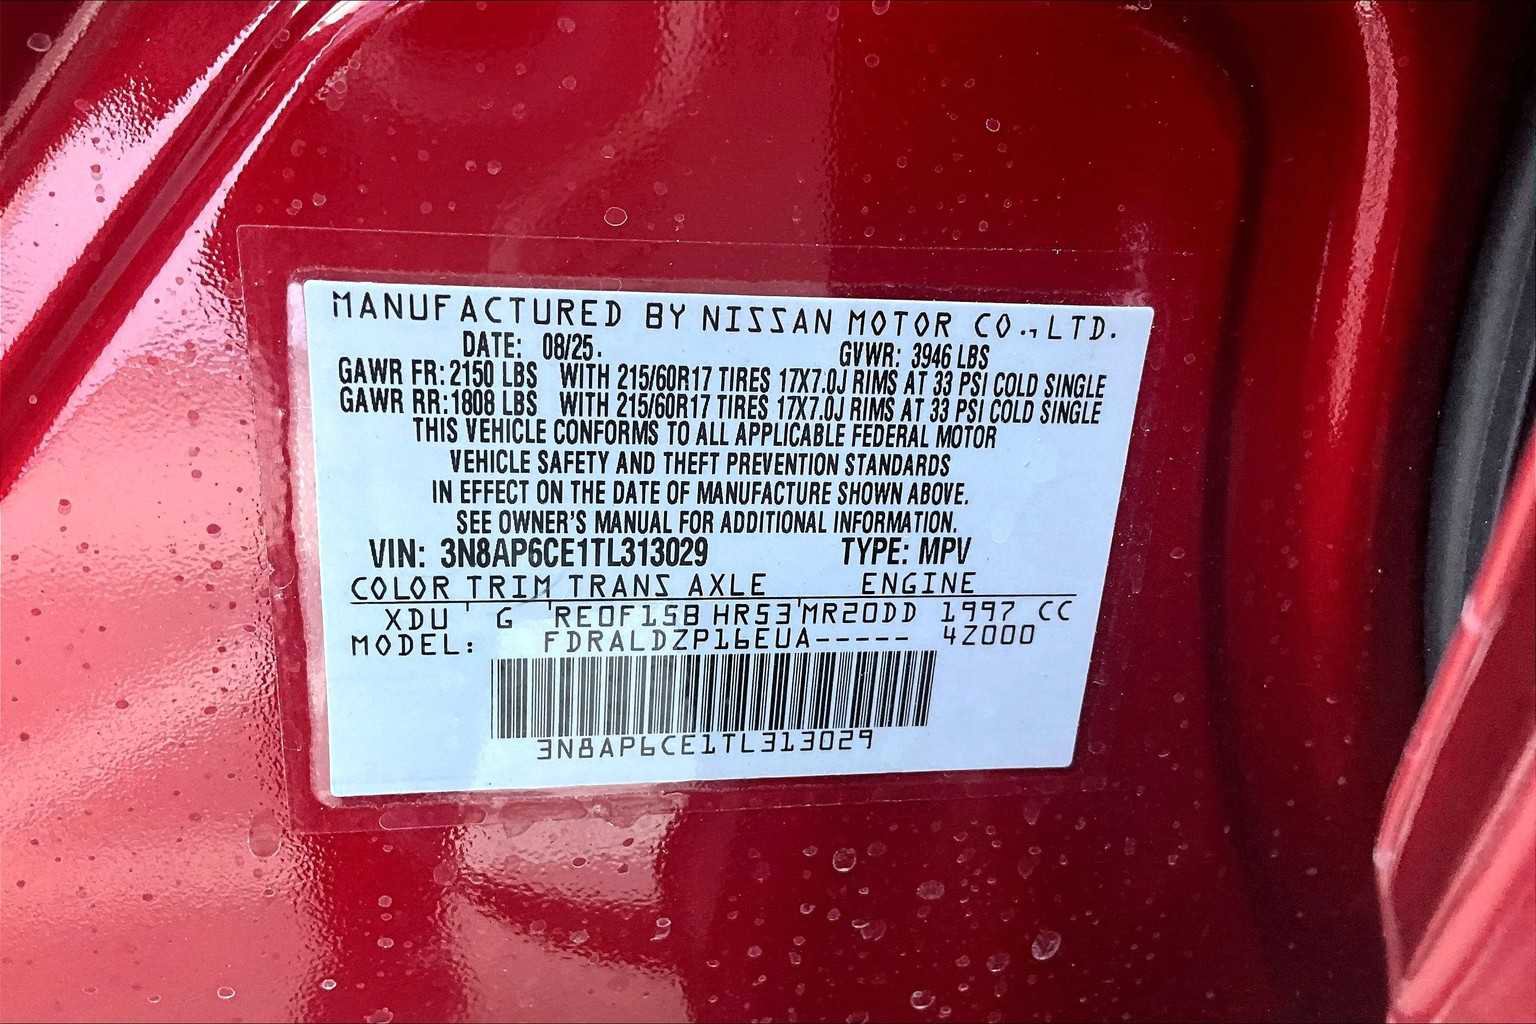 MANUFACTURED BY NISSAN MOTOR CO.,LTD.
DATE: 08/25. GVWR: 3946 LBS
GAWR FR: 2150 LBS WITH 215/60R17 TIRES 17X7.0J RIMS AT 33 PSI COLD SINGLE
GAWR RR: 1808 LBS WITH 215/60R17 TIRES 17X7.0J RIMS AT 33 PSI COLD SINGLE
THIS VEHICLE CONFORMS TO ALL APPLICABLE FEDERAL MOTOR
VEHICLE SAFETY AND THEFT PREVENTION STANDARDS
IN EFFECT ON THE DATE OF MANUFACTURE SHOWN ABOVE.
SEE OWNER'S MANUAL FOR ADDITIONAL INFORMATION.
VIN: 3N8AP6CE1TL313029 TYPE: MPV
COLOR TRIM TRANS AXLE ENGINE
XDU G RE0F15B HR53 MR20DD 1997 CC
MODEL: FDRALDZP16EUA----- 4Z000
3N8AP6CE1TL313029